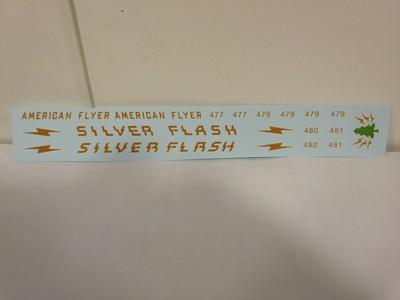 AMERICAN FLYER AMERICAN FLYER 477 477 478 478 479 479
SILVER FLASH 480 481
SILVER FLASH 480 481